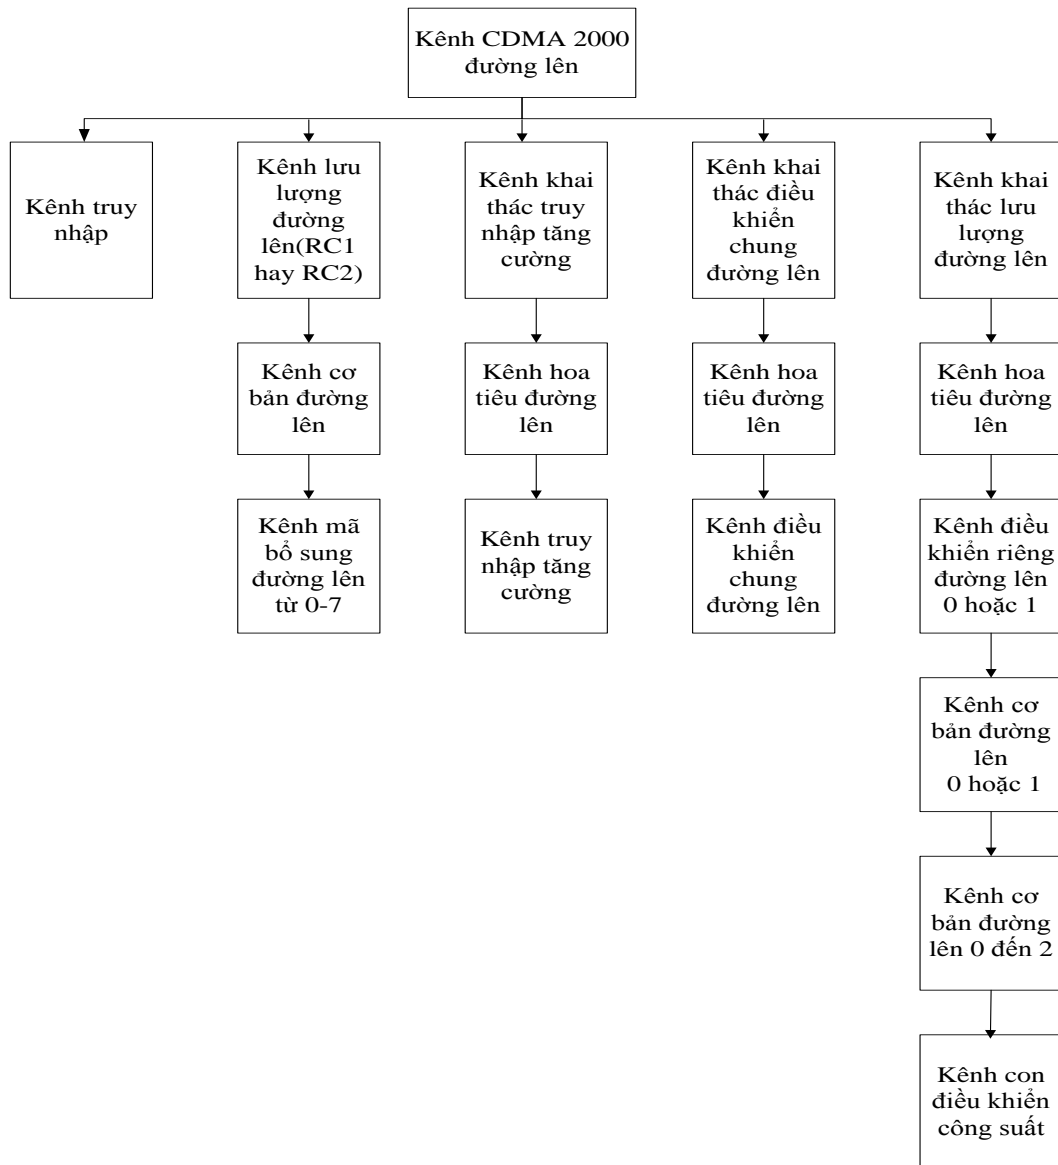 Kênh CDMA 2000
đường lên
Kênh truy
nhập
Kênh lưu
lượng
đường
lên(RC1
hay RC2)
Kênh khai
thác truy
nhập tăng
cường
Kênh khai
thác điều
khiển
chung
đường lên
Kênh khai
thác lưu
lượng
đường lên
Kênh cơ
bản đường
lên
Kênh hoa
tiêu đường
lên
Kênh hoa
tiêu đường
lên
Kênh hoa
tiêu đường
lên
Kênh mã
bổ sung
đường lên
từ 0-7
Kênh truy
nhập tăng
cường
Kênh điều
khiển
chung
đường lên
Kênh điều
khiển riêng
đường lên
0 hoặc 1
Kênh cơ
bản đường
lên
0 hoặc 1
Kênh cơ
bản đường
lên 0 đến 2
Kênh con
điều khiển
công suất